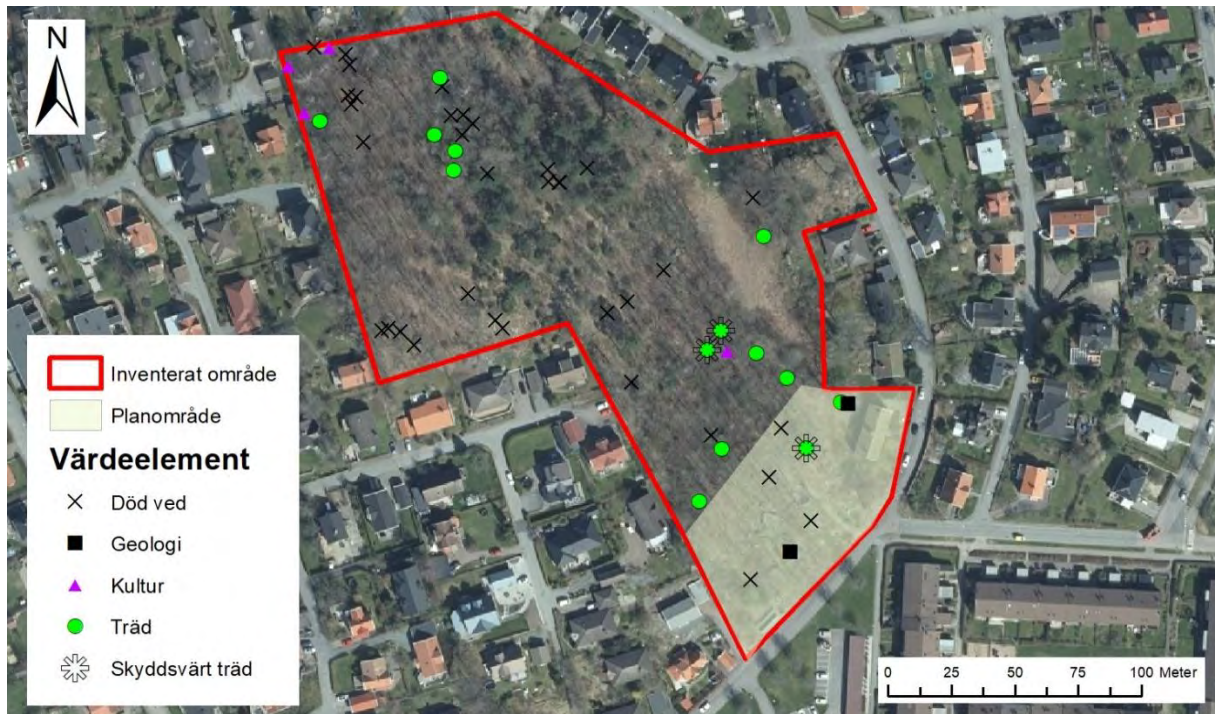 N
Inventerat område
Planområde
Värdeelement
Död ved
Geologi
Kultur
Träd
Skyddsvärt träd
0 25 50 75 100 Meter